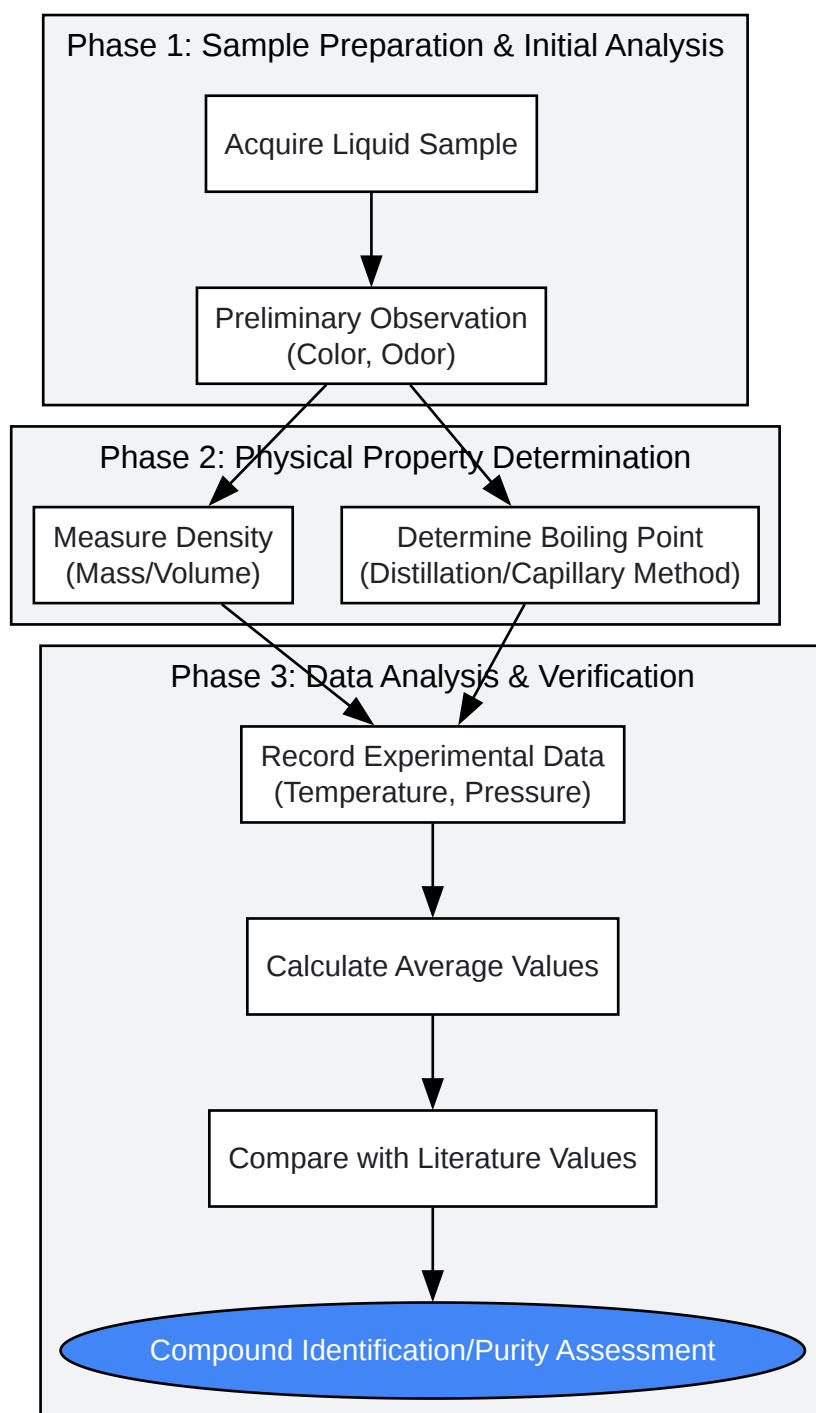 Phase 1: Sample Preparation & Initial Analysis
Acquire Liquid Sample
Preliminary Observation
(Color, Odor)
Phase 2: Physical Property Determination
Measure Density
(Mass/Volume)
Determine Boiling Point
(Distillation/Capillary Method)
Phase 3: Data Analysis & Verification
Record Experimental Data
(Temperature, Pressure)
Calculate Average Values
Compare with Literature Values
Compound Identification/Purity Assessment